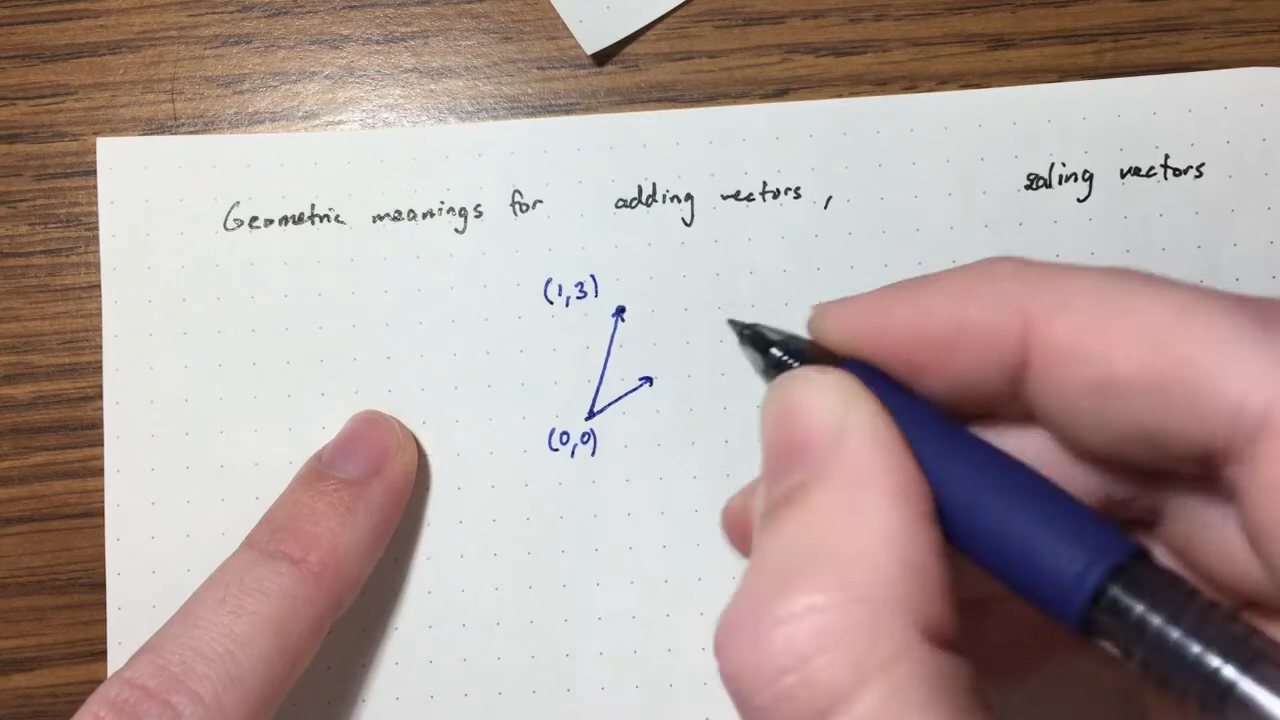 Geometric meanings for adding vectors, scaling vectors
(1,3)
(0,0)